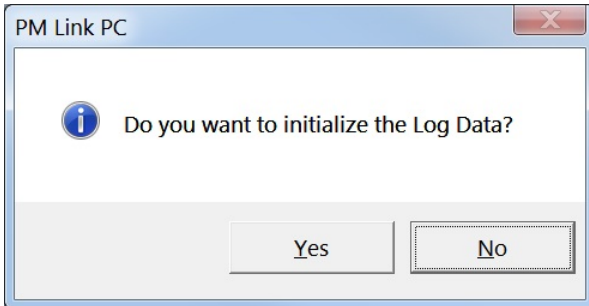 PM Link PC
Do you want to initialize the Log Data?
Yes
No